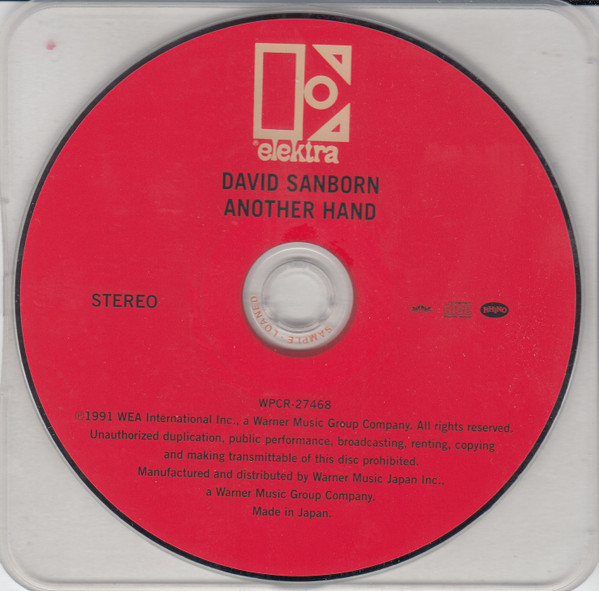 elektra
DAVID SANBORN
ANOTHER HAND
STEREO
SAMPLE・LOANED
WPCR-27468
℗1991 WEA International Inc., a Warner Music Group Company. All rights reserved.
Unauthorized duplication, public performance, broadcasting, renting, copying
and making transmittable of this disc prohibited.
Manufactured and distributed by Warner Music Japan Inc.,
a Warner Music Group Company.
Made in Japan.